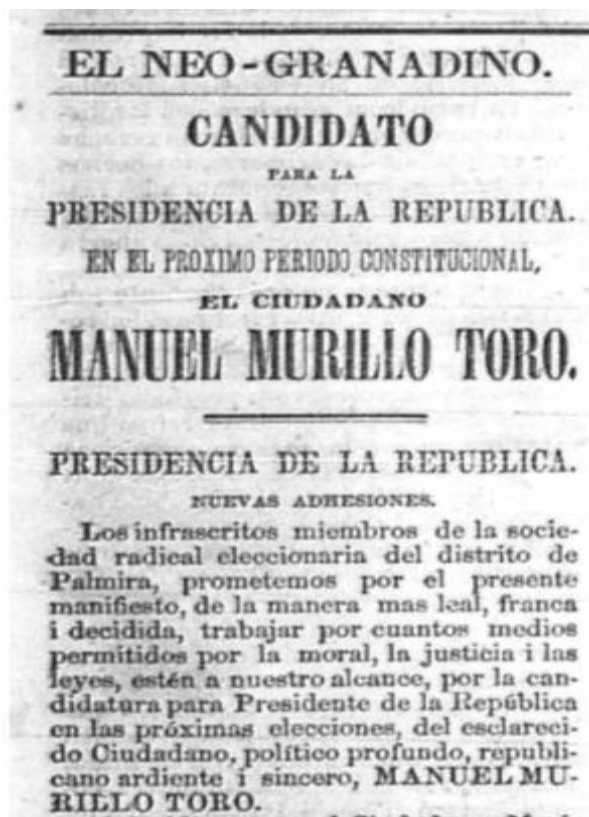 EL NEO-GRANADINO.
CANDIDATO
PARA LA
PRESIDENCIA DE LA REPUBLICA.
EN EL PROXIMO PERIODO CONSTITUCIONAL,
EL CIUDADANO
MANUEL MURILLO TORO.
PRESIDENCIA DE LA REPUBLICA.
NUEVAS ADHESIONES.
Los infrascritos miembros de la socie-
dad radical eleccionaria del distrito de
Palmira, prometemos por el presente
manifiesto, de la manera mas leal, franca
i decidida, trabajar por cuantos medios
permitidos por la moral, la justicia i las
leyes, estén a nuestro alcance, por la can-
didatura para Presidente de la República
en las próximas elecciones, del esclareci-
do Ciudadano, político profundo, republi-
cano ardiente i sincero, MANUEL MU-
RILLO TORO.